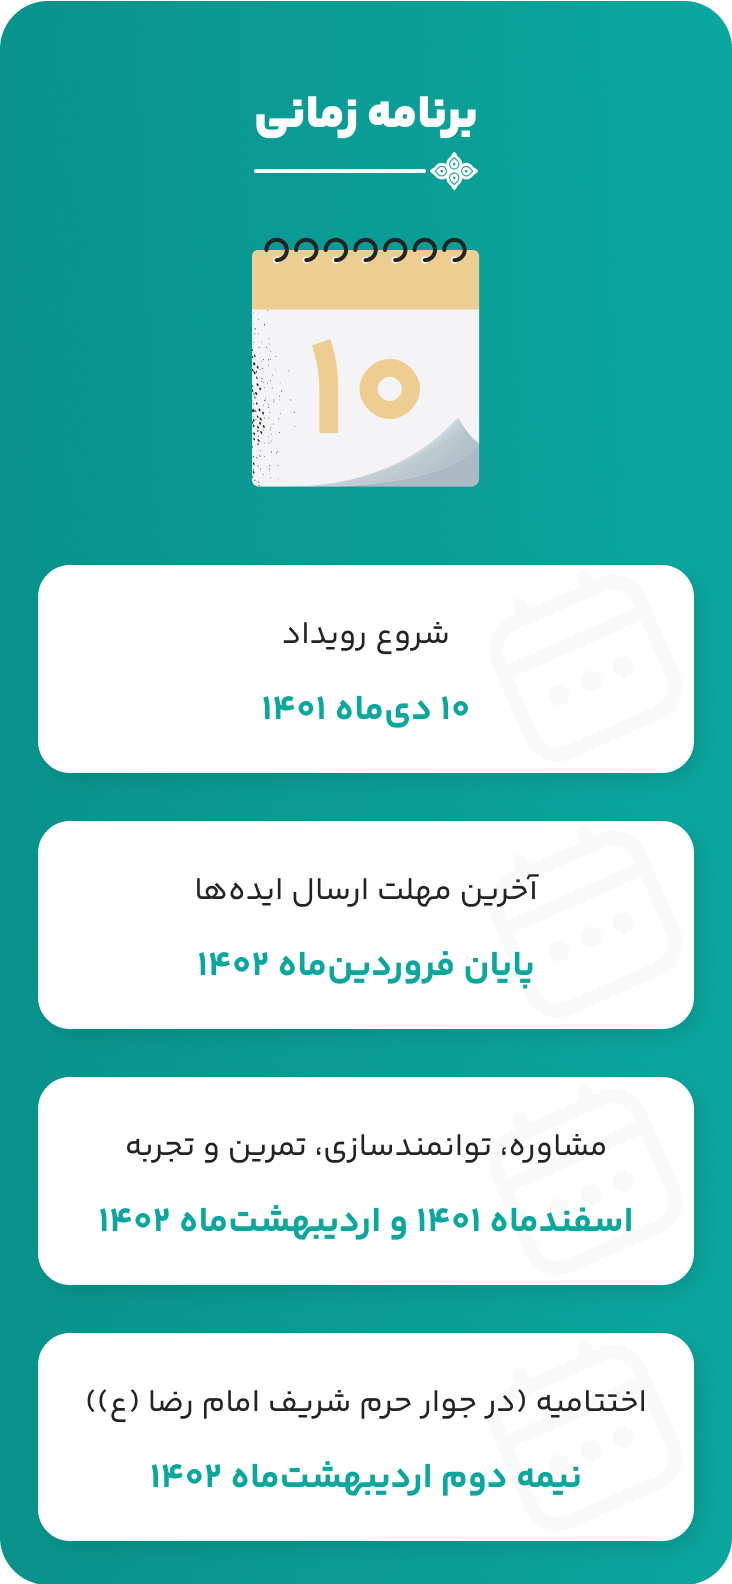 برنامه زمانی
۱۰
شروع رویداد
۱۰ دی‌ماه ۱۴۰۱
آخرین مهلت ارسال ایده‌ها
پایان فروردین‌ماه ۱۴۰۲
مشاوره، توانمندسازی، تمرین و تجربه
اسفندماه ۱۴۰۱ و اردیبهشت‌ماه ۱۴۰۲
اختتامیه (در جوار حرم شریف امام رضا (ع))
نیمه دوم اردیبهشت‌ماه ۱۴۰۲